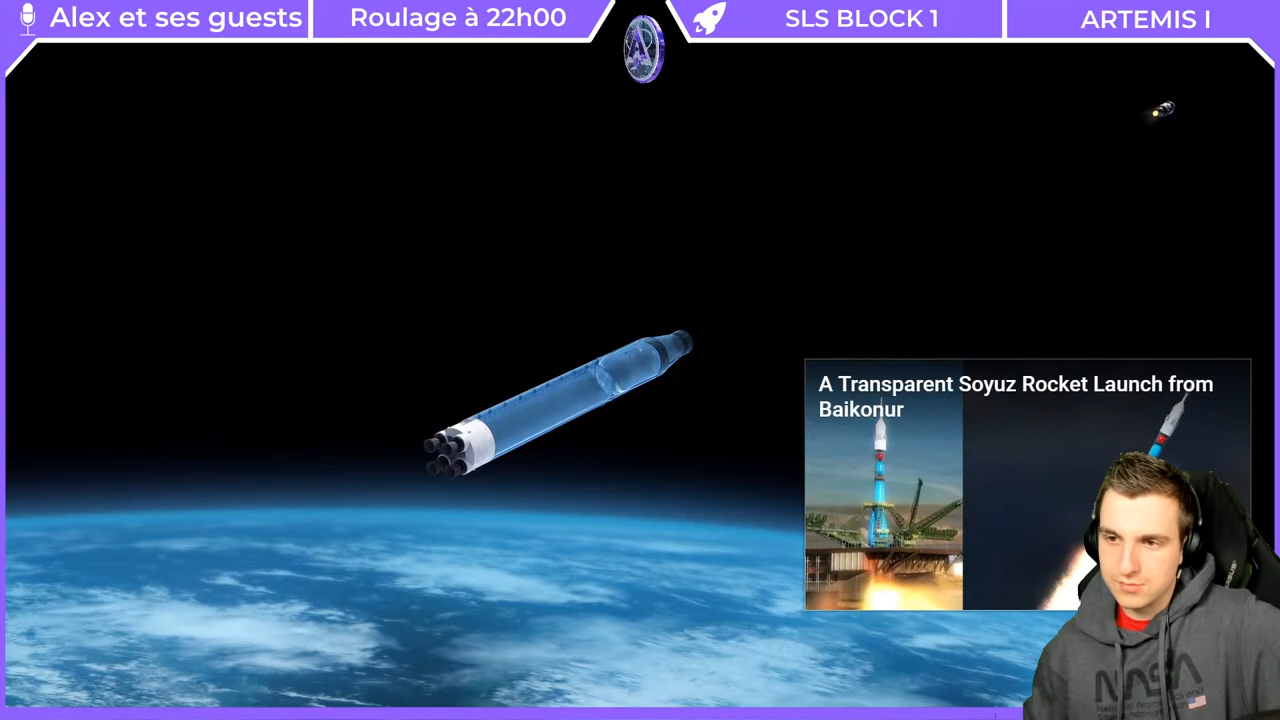 Alex et ses guests
Roulage à 22h00
SLS BLOCK 1
ARTEMIS I
A Transparent Soyuz Rocket Launch from
Baikonur
NASA